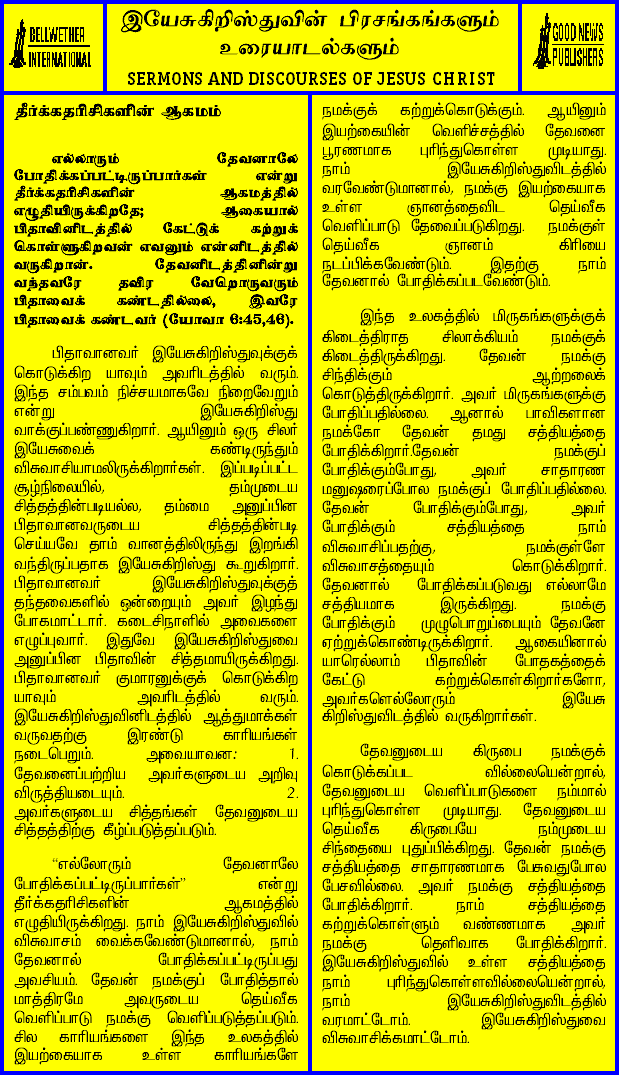 BELLWETHER
INTERNATIONAL
இயேசுகிறிஸ்துவின் பிரசங்கங்களும்
உரையாடல்களும்
SERMONS AND DISCOURSES OF JESUS CHRIST
GOOD NEWS
PUBLISHERS
தீர்க்கதரிசிகளின் ஆகமம்
எல்லாரும் தேவனாலே
போதிக்கப்பட்டிருப்பார்கள் என்று
தீர்க்கதரிசிகளின் ஆகமத்தில்
எழுதியிருக்கிறதே; ஆகையால்
பிதாவினிடத்தில் கேட்டுக் கற்றுக்
கொள்ளுகிறவன் எவனும் என்னிடத்தில்
வருகிறான். தேவனிடத்தினின்று
வந்தவரே தவிர வேறொருவரும்
பிதாவைக் கண்டதில்லை, இவரே
பிதாவைக் கண்டவர் (யோவா 6:45,46).
பிதாவானவர் இயேசுகிறிஸ்துவுக்குக்
கொடுக்கிற யாவும் அவரிடத்தில் வரும்.
இந்த சம்பவம் நிச்சயமாகவே நிறைவேறும்
என்று இயேசுகிறிஸ்து
வாக்குப்பண்ணுகிறார். ஆயினும் ஒரு சிலர்
இயேசுவைக் கண்டிருந்தும்
விசுவாசியாமலிருக்கிறார்கள். இப்படிப்பட்ட
சூழ்நிலையில், தம்முடைய
சித்தத்தின்படியல்ல, தம்மை அனுப்பின
பிதாவானவருடைய சித்தத்தின்படி
செய்யவே தாம் வானத்திலிருந்து இறங்கி
வந்திருப்பதாக இயேசுகிறிஸ்து கூறுகிறார்.
பிதாவானவர் இயேசுகிறிஸ்துவுக்குத்
தந்தவைகளில் ஒன்றையும் அவர் இழந்து
போகமாட்டார். கடைசிநாளில் அவைகளை
எழுப்புவார். இதுவே இயேசுகிறிஸ்துவை
அனுப்பின பிதாவின் சித்தமாயிருக்கிறது.
பிதாவானவர் குமாரனுக்குக் கொடுக்கிற
யாவும் அவரிடத்தில் வரும்.
இயேசுகிறிஸ்துவினிடத்தில் ஆத்துமாக்கள்
வருவதற்கு இரண்டு காரியங்கள்
நடைபெறும். அவையாவன: 1.
தேவனைப்பற்றிய அவர்களுடைய அறிவு
விருத்தியடையும். 2.
அவர்களுடைய சித்தங்கள் தேவனுடைய
சித்தத்திற்கு கீழ்ப்படுத்தப்படும்.
“எல்லோரும் தேவனாலே
போதிக்கப்பட்டிருப்பார்கள்” என்று
தீர்க்கதரிசிகளின் ஆகமத்தில்
எழுதியிருக்கிறது. நாம் இயேசுகிறிஸ்துவில்
விசுவாசம் வைக்கவேண்டுமானால், நாம்
தேவனால் போதிக்கப்பட்டிருப்பது
அவசியம். தேவன் நமக்குப் போதித்தால்
மாத்திரமே அவருடைய தெய்வீக
வெளிப்பாடு நமக்கு வெளிப்படுத்தப்படும்.
சில காரியங்களை இந்த உலகத்தில்
இயற்கையாக உள்ள காரியங்களே
நமக்குக் கற்றுக்கொடுக்கும். ஆயினும்
இயற்கையின் வெளிச்சத்தில் தேவனை
பூரணமாக புரிந்துகொள்ள முடியாது.
நாம் இயேசுகிறிஸ்துவிடத்தில்
வரவேண்டுமானால், நமக்கு இயற்கையாக
உள்ள ஞானத்தைவிட தெய்வீக
வெளிப்பாடு தேவைப்படுகிறது. நமக்குள்
தெய்வீக ஞானம் கிரியை
நடப்பிக்கவேண்டும். இதற்கு நாம்
தேவனால் போதிக்கப்படவேண்டும்.
இந்த உலகத்தில் மிருகங்களுக்குக்
கிடைத்திராத சிலாக்கியம் நமக்குக்
கிடைத்திருக்கிறது. தேவன் நமக்கு
சிந்திக்கும் ஆற்றலைக்
கொடுத்திருக்கிறார். அவர் மிருகங்களுக்கு
போதிப்பதில்லை. ஆனால் பாவிகளான
நமக்கோ தேவன் தமது சத்தியத்தை
போதிக்கிறார்.தேவன் நமக்குப்
போதிக்கும்போது, அவர் சாதாரண
மனுஷரைப்போல நமக்குப் போதிப்பதில்லை.
தேவன் போதிக்கும்போது, அவர்
போதிக்கும் சத்தியத்தை நாம்
விசுவாசிப்பதற்கு, நமக்குள்ளே
விசுவாசத்தையும் கொடுக்கிறார்.
தேவனால் போதிக்கப்படுவது எல்லாமே
சத்தியமாக இருக்கிறது. நமக்கு
போதிக்கும் முழுபொறுப்பையும் தேவனே
ஏற்றுக்கொண்டிருக்கிறார். ஆகையினால்
யாரெல்லாம் பிதாவின் போதகத்தைக்
கேட்டு கற்றுக்கொள்கிறார்களோ,
அவர்களெல்லோரும் இயேசு
கிறிஸ்துவிடத்தில் வருகிறார்கள்.
தேவனுடைய கிருபை நமக்குக்
கொடுக்கப்பட வில்லையென்றால்,
தேவனுடைய வெளிப்பாடுகளை நம்மால்
புரிந்துகொள்ள முடியாது. தேவனுடைய
தெய்வீக கிருபையே நம்முடைய
சிந்தையை புதுப்பிக்கிறது. தேவன் நமக்கு
சத்தியத்தை சாதாரணமாக பேசுவதுபோல
பேசவில்லை. அவர் நமக்கு சத்தியத்தை
போதிக்கிறார். நாம் சத்தியத்தை
கற்றுக்கொள்ளும் வண்ணமாக அவர்
நமக்கு தெளிவாக போதிக்கிறார்.
இயேசுகிறிஸ்துவில் உள்ள சத்தியத்தை
நாம் புரிந்துகொள்ளவில்லையென்றால்,
நாம் இயேசுகிறிஸ்துவிடத்தில்
வரமாட்டோம். இயேசுகிறிஸ்துவை
விசுவாசிக்கமாட்டோம்.